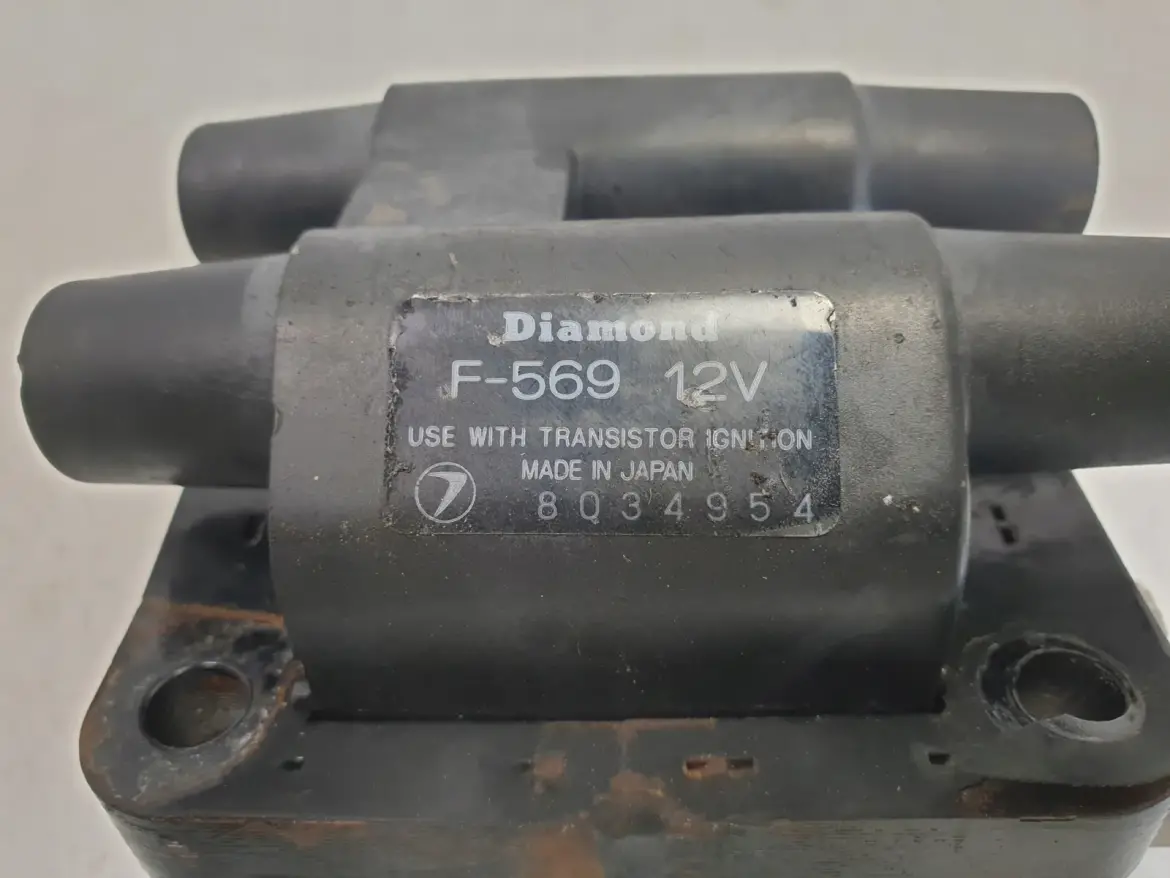 Diamond
F-569 12V
USE WITH TRANSISTOR IGNITION
MADE IN JAPAN
8Q34954